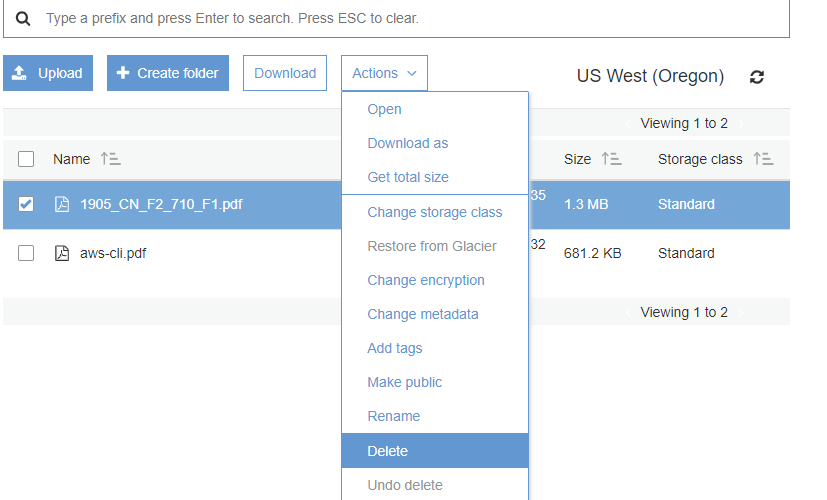 Type a prefix and press Enter to search. Press ESC to clear.
Upload Create folder Download Actions US West (Oregon)
Open
Viewing 1 to 2
Download as
Name Size Storage class
Get total size
1905_CN_F2_710_F1.pdf 35 1.3 MB Standard
Change storage class
Restore from Glacier
aws-cli.pdf 32 681.2 KB Standard
Change encryption
Change metadata
Viewing 1 to 2
Add tags
Make public
Rename
Delete
Undo delete